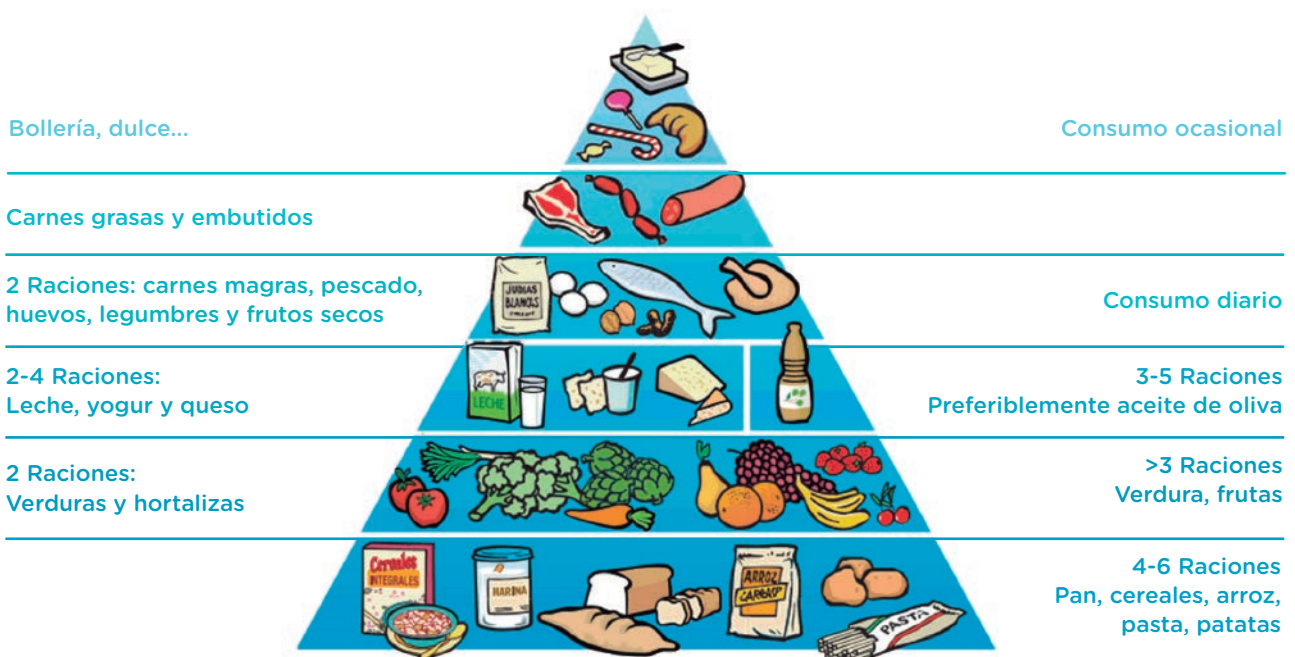 Bollería, dulce...
Consumo ocasional
Carnes grasas y embutidos
2 Raciones: carnes magras, pescado,
huevos, legumbres y frutos secos
Consumo diario
JUDIAS
2-4 Raciones:
Leche, yogur y queso
LECHE
3-5 Raciones
Preferiblemente aceite de oliva
2 Raciones:
Verduras y hortalizas
>3 Raciones
Verdura, frutas
Cereales
INTEGRALES
HARINA
ARROZ
PASTA
4-6 Raciones
Pan, cereales, arroz,
pasta, patatas